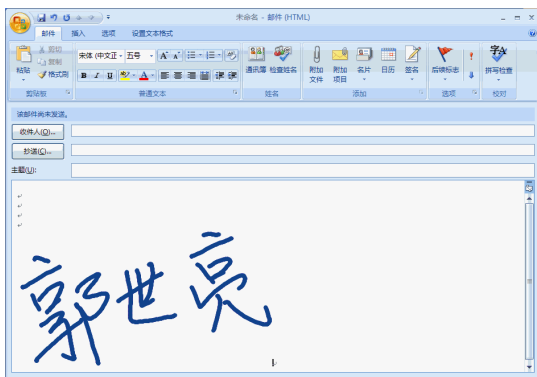 未命名 - 邮件 (HTML)
邮件 插入 选项 设置文本格式
粘贴 剪切 复制 格式刷
宋体 (中文正 五号
B I U
通讯簿 检查姓名
附加文件 附加项目 名片 日历 签名
后续标志
拼写检查
剪贴板 普通文本 姓名 添加 选项 校对
该邮件尚未发送。
收件人(O)...
抄送(C)...
主题(U):
郭世亮